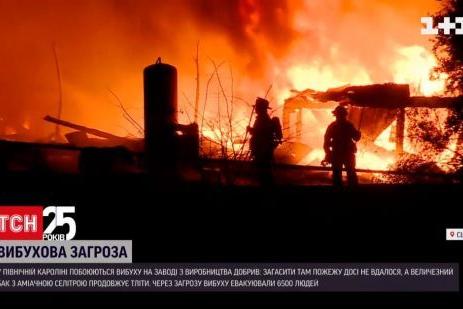 1+1
ТСН 25
РОКІВ
ВИБУХОВА ЗАГРОЗА
У ПІВНІЧНІЙ КАРОЛІНІ ПОБОЮЮТЬСЯ ВИБУХУ НА ЗАВОДІ З ВИРОБНИЦТВА ДОБРИВ: ЗАГАСИТИ ТАМ ПОЖЕЖУ ДОСІ НЕ ВДАЛОСЯ, А ВЕЛИЧЕЗНИЙ
БАК З АМІАЧНОЮ СЕЛІТРОЮ ПРОДОВЖУЄ ТЛІТИ. ЧЕРЕЗ ЗАГРОЗУ ВИБУХУ ЕВАКУЮВАЛИ 6500 ЛЮДЕЙ